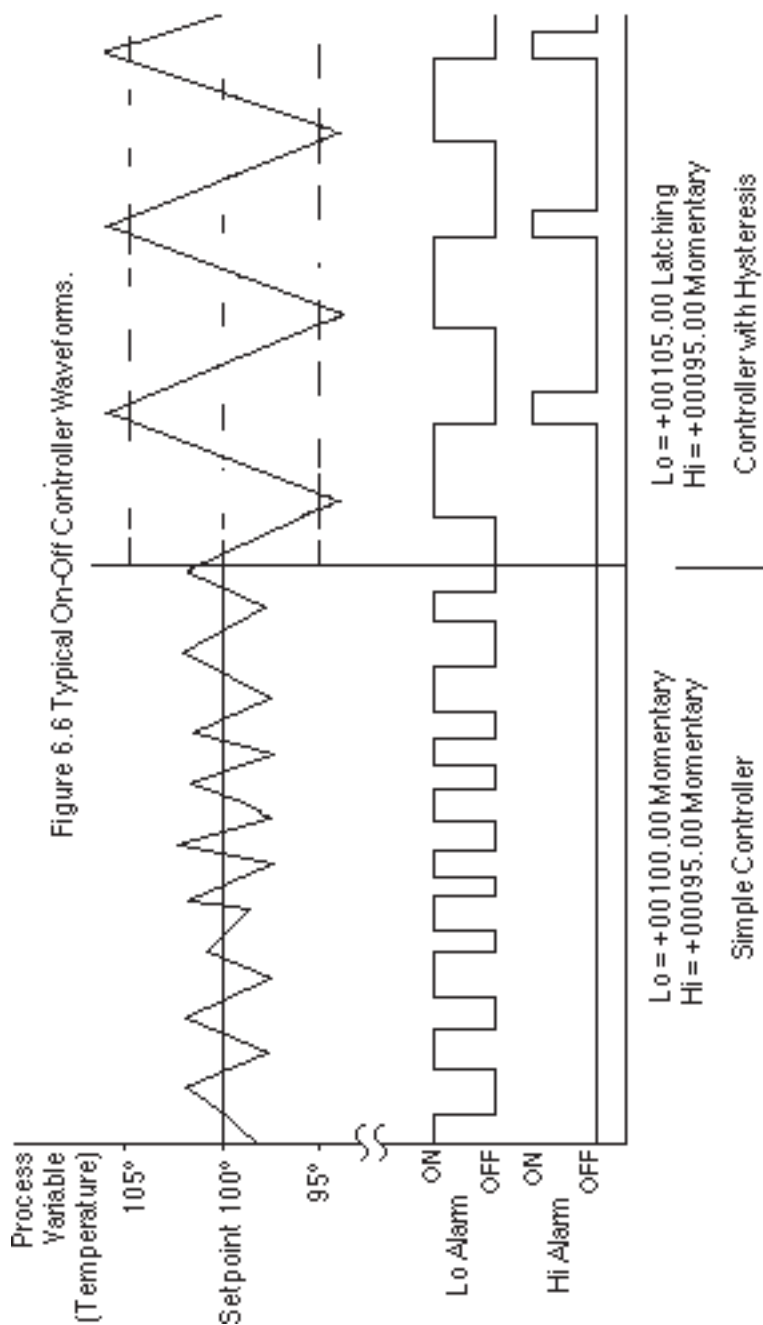 Figure 6.6 Typical On-Off Controller Waveforms.
Process
Variable
(Temperature)
105°
Setpoint 100°
95°
ON
Lo Alarm
OFF
ON
Hi Alarm
OFF
Lo = +00100.00 Momentary
Hi = +00095.00 Momentary
Simple Controller
Lo = +00105.00 Latching
Hi = +00095.00 Momentary
Controller with Hysteresis